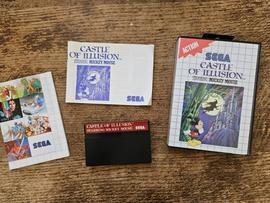 CASTLE
OF ILLUSION
STARRING MICKEY MOUSE
SEGA
ACTION
SEGA
CASTLE
OF ILLUSION
STARRING MICKEY MOUSE
CASTLE OF ILLUSION
STARRING MICKEY MOUSE
SEGA
SEGA